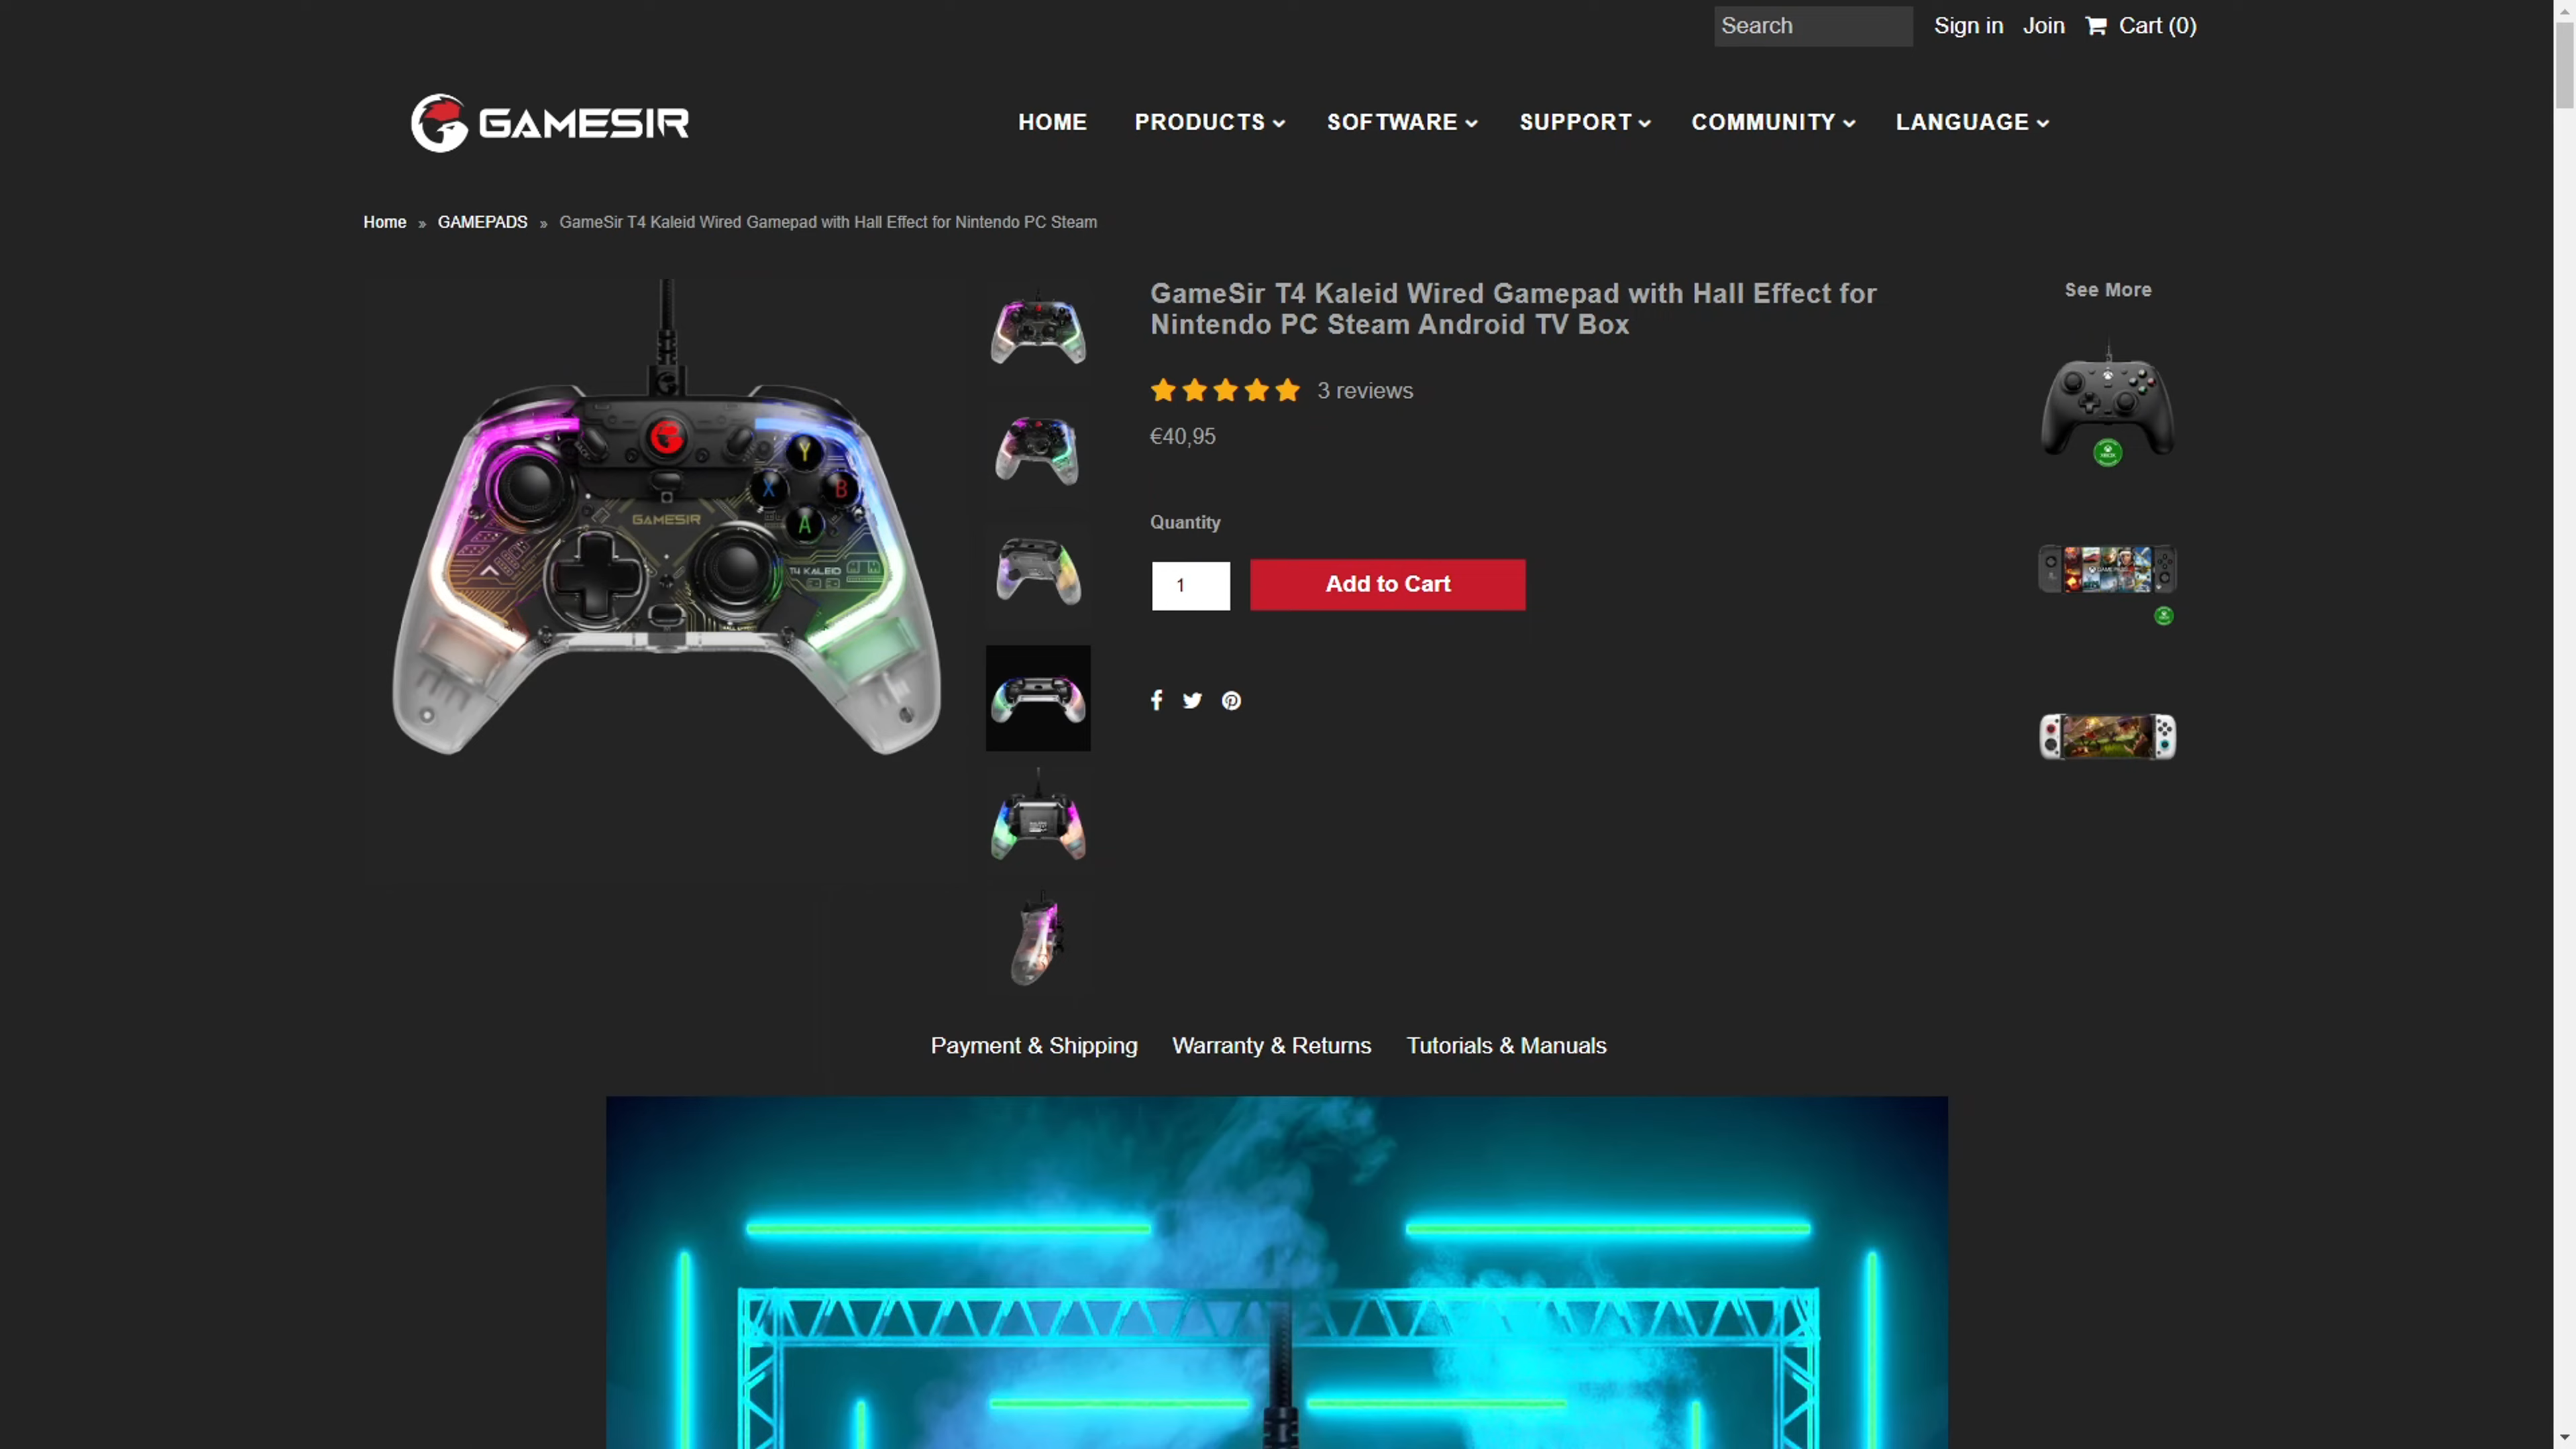 Search
Sign in
Join
Cart (0)
GAMESIR
HOME
PRODUCTS
SOFTWARE
SUPPORT
COMMUNITY
LANGUAGE
Home » GAMEPADS » GameSir T4 Kaleid Wired Gamepad with Hall Effect for Nintendo PC Steam
GameSir T4 Kaleid Wired Gamepad with Hall Effect for
Nintendo PC Steam Android TV Box
3 reviews
€40,95
Quantity
1
Add to Cart
See More
Y
X
B
A
GAMESIR
T4 KALEID
Payment & Shipping
Warranty & Returns
Tutorials & Manuals